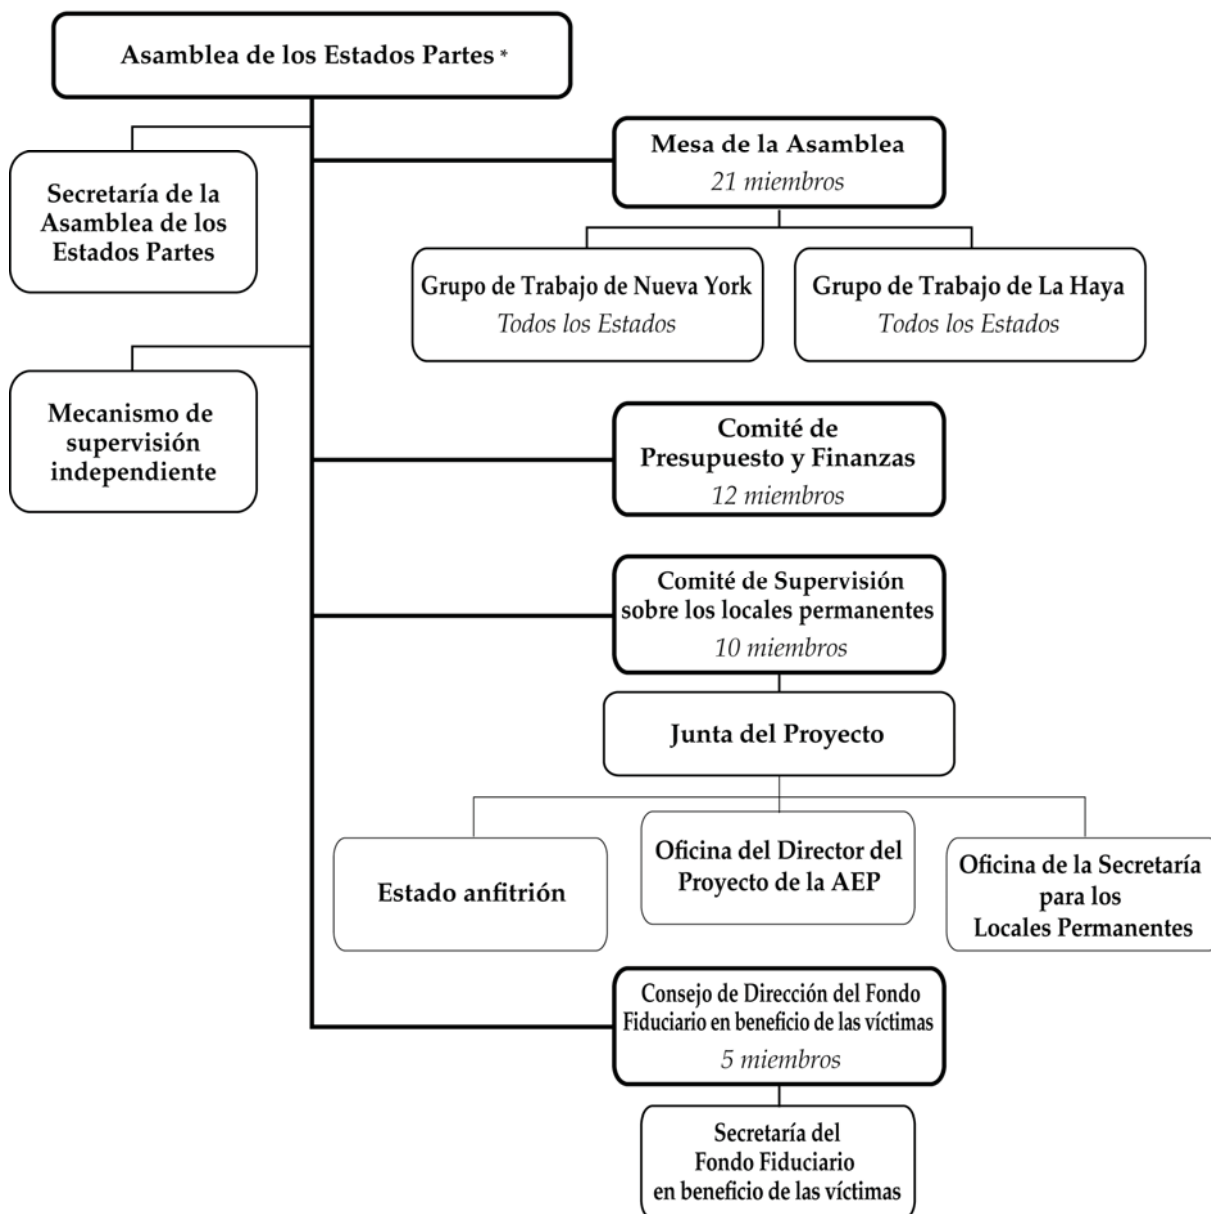 Asamblea de los Estados Partes *
Secretaría de la
Asamblea de los
Estados Partes
Mesa de la Asamblea
21 miembros
Grupo de Trabajo de Nueva York
Todos los Estados
Grupo de Trabajo de La Haya
Todos los Estados
Mecanismo de
supervisión
independiente
Comité de
Presupuesto y Finanzas
12 miembros
Comité de Supervisión
sobre los locales permanentes
10 miembros
Junta del Proyecto
Estado anfitrión
Oficina del Director del
Proyecto de la AEP
Oficina de la Secretaría
para los
Locales Permanentes
Consejo de Dirección del Fondo
Fiduciario en beneficio de las víctimas
5 miembros
Secretaría del
Fondo Fiduciario
en beneficio de las víctimas